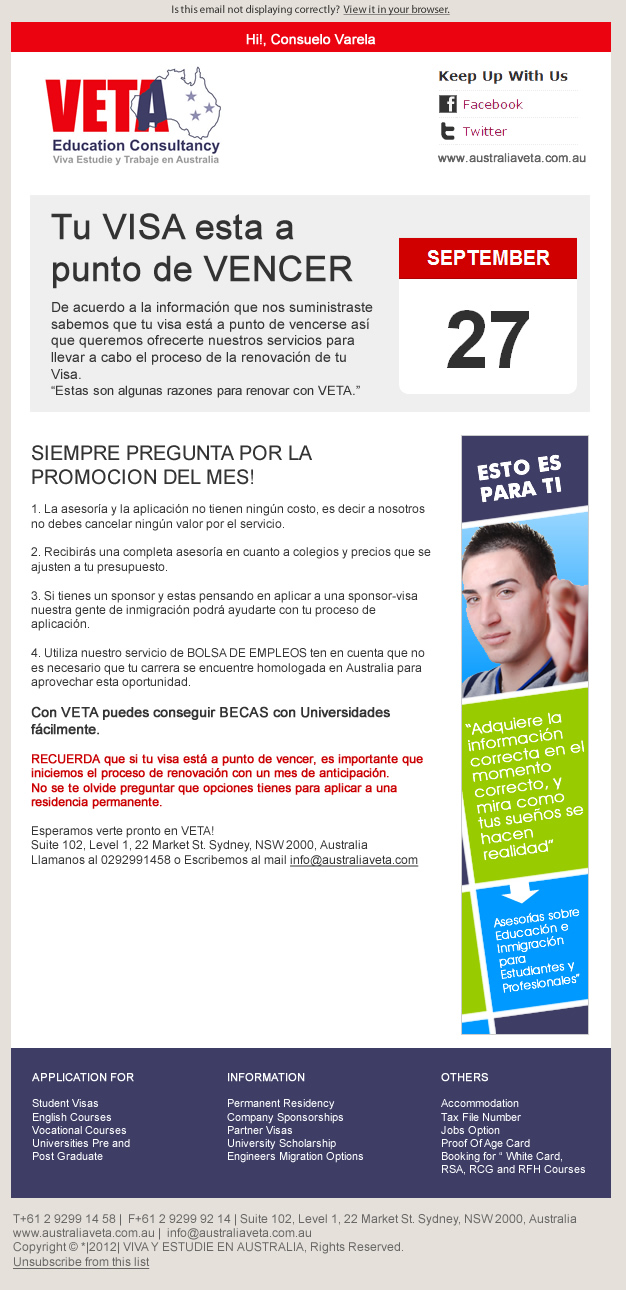 Is this email not displaying correctly? View it in your browser.
Hi!, Consuelo Varela
VETA
Education Consultancy
Viva Estudie y Trabaje en Australia
Keep Up With Us
Facebook
Twitter
www.australiaveta.com.au
Tu VISA esta a
punto de VENCER
De acuerdo a la información que nos suministraste
sabemos que tu visa está a punto de vencerse así
que queremos ofrecerte nuestros servicios para
llevar a cabo el proceso de la renovación de tu
Visa.
“Estas son algunas razones para renovar con VETA.”
SEPTEMBER
27
SIEMPRE PREGUNTA POR LA
PROMOCION DEL MES!
1. La asesoría y la aplicación no tienen ningún costo, es decir a nosotros
no debes cancelar ningún valor por el servicio.
2. Recibirás una completa asesoría en cuanto a colegios y precios que se
ajusten a tu presupuesto.
3. Si tienes un sponsor y estas pensando en aplicar a una sponsor-visa
nuestra gente de inmigración podrá ayudarte con tu proceso de
aplicación.
4. Utiliza nuestro servicio de BOLSA DE EMPLEOS ten en cuenta que no
es necesario que tu carrera se encuentre homologada en Australia para
aprovechar esta oportunidad.
Con VETA puedes conseguir BECAS con Universidades
fácilmente.
RECUERDA que si tu visa está a punto de vencer, es importante que
iniciemos el proceso de renovación con un mes de anticipación.
No se te olvide preguntar que opciones tienes para aplicar a una
residencia permanente.
Esperamos verte pronto en VETA!
Suite 102, Level 1, 22 Market St. Sydney, NSW 2000, Australia
Llamanos al 0292991458 o Escribemos al mail info@australiaveta.com
ESTO ES
PARA TI
“Adquiere la
información
correcta en el
momento
correcto, y
mira como
tus sueños se
hacen
realidad”
Asesorías sobre
Educación e
Inmigración
para
Estudiantes y
Profesionales”
APPLICATION FOR
Student Visas
English Courses
Vocational Courses
Universities Pre and
Post Graduate
INFORMATION
Permanent Residency
Company Sponsorships
Partner Visas
University Scholarship
Engineers Migration Options
OTHERS
Accommodation
Tax File Number
Jobs Option
Proof Of Age Card
Booking for “ White Card,
RSA, RCG and RFH Courses
T+61 2 9299 14 58 | F+61 2 9299 92 14 | Suite 102, Level 1, 22 Market St. Sydney, NSW 2000, Australia
www.australiaveta.com.au | info@australiaveta.com.au
Copyright © *|2012| VIVA Y ESTUDIE EN AUSTRALIA, Rights Reserved.
Unsubscribe from this list